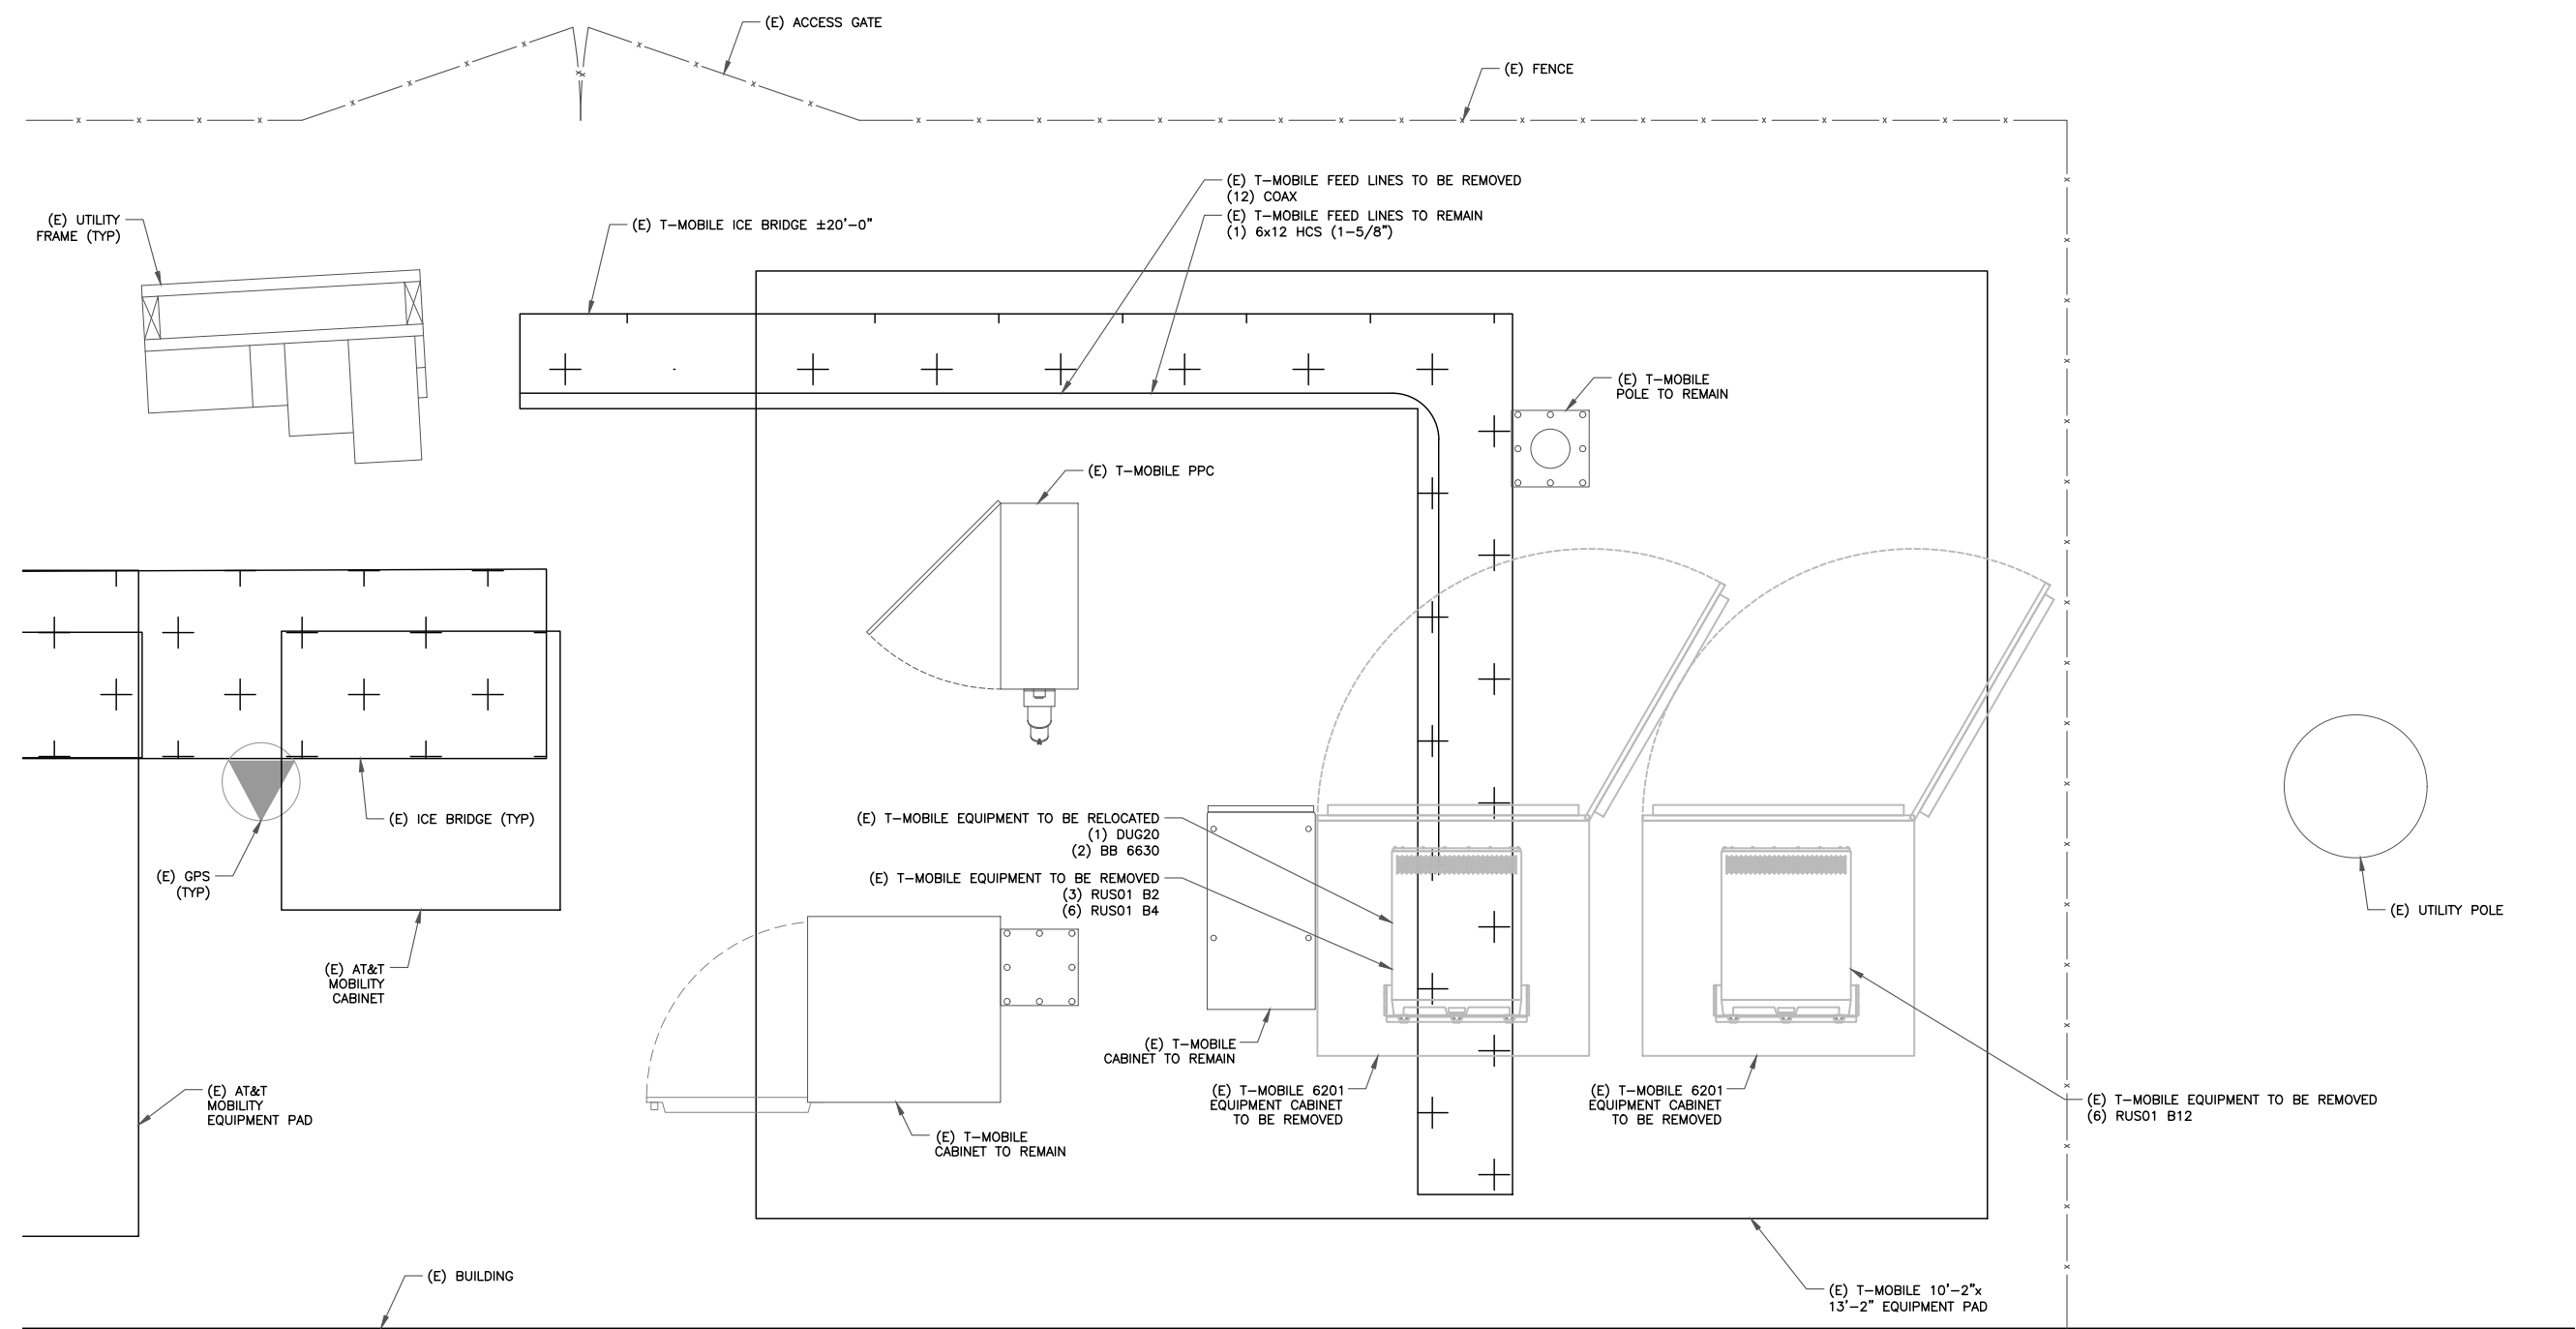 (E) ACCESS GATE
(E) FENCE
(E) T-MOBILE FEED LINES TO BE REMOVED
(12) COAX
(E) T-MOBILE FEED LINES TO REMAIN
(1) 6x12 HCS (1-5/8")
(E) UTILITY
FRAME (TYP)
(E) T-MOBILE ICE BRIDGE ±20'-0"
(E) T-MOBILE
POLE TO REMAIN
(E) T-MOBILE PPC
(E) ICE BRIDGE (TYP)
(E) GPS
(TYP)
(E) T-MOBILE EQUIPMENT TO BE RELOCATED
(1) DUG20
(2) BB 6630
(E) T-MOBILE EQUIPMENT TO BE REMOVED
(3) RUS01 B2
(6) RUS01 B4
(E) UTILITY POLE
(E) AT&T
MOBILITY
CABINET
(E) T-MOBILE
CABINET TO REMAIN
(E) AT&T
MOBILITY
EQUIPMENT PAD
(E) T-MOBILE 6201
EQUIPMENT CABINET
TO BE REMOVED
(E) T-MOBILE 6201
EQUIPMENT CABINET
TO BE REMOVED
(E) T-MOBILE EQUIPMENT TO BE REMOVED
(6) RUS01 B12
(E) T-MOBILE
CABINET TO REMAIN
(E) BUILDING
(E) T-MOBILE 10'-2"x
13'-2" EQUIPMENT PAD